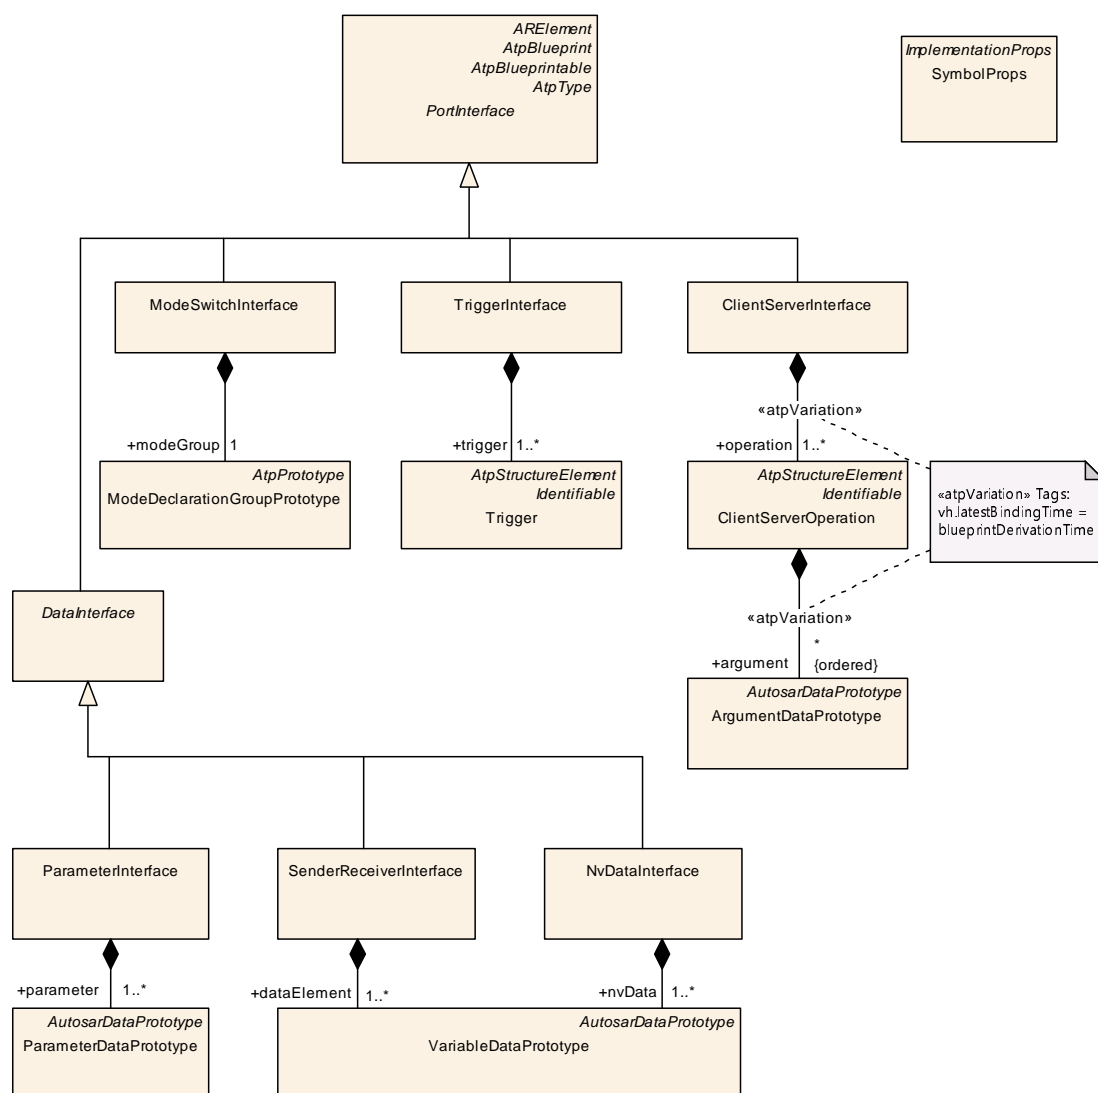 ARElement
AtpBlueprint
AtpBlueprintable
AtpType
PortInterface
ImplementationProps
SymbolProps
ModeSwitchInterface
TriggerInterface
ClientServerInterface
«atpVariation»
+modeGroup 1
+trigger 1..*
+operation 1..*
AtpPrototype
ModeDeclarationGroupPrototype
AtpStructureElement
Identifiable
Trigger
AtpStructureElement
Identifiable
ClientServerOperation
«atpVariation» Tags:
vh.latestBindingTime =
blueprintDerivationTime
DataInterface
«atpVariation»
*
+argument {ordered}
AutosarDataPrototype
ArgumentDataPrototype
ParameterInterface
SenderReceiverInterface
NvDataInterface
+parameter 1..*
+dataElement 1..*
+nvData 1..*
AutosarDataPrototype
ParameterDataPrototype
AutosarDataPrototype
VariableDataPrototype